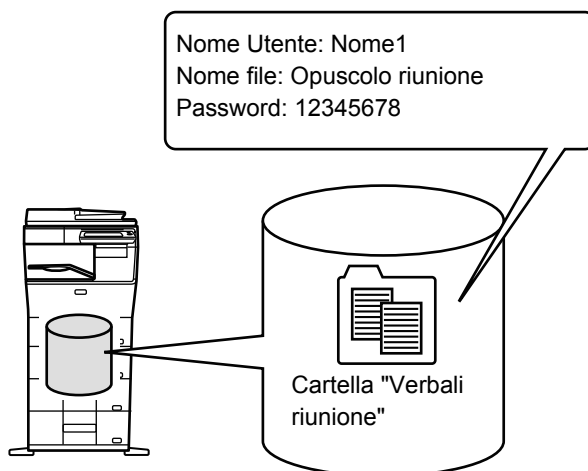 Nome Utente: Nome1
Nome file: Opuscolo riunione
Password: 12345678
Cartella "Verbali
riunione"